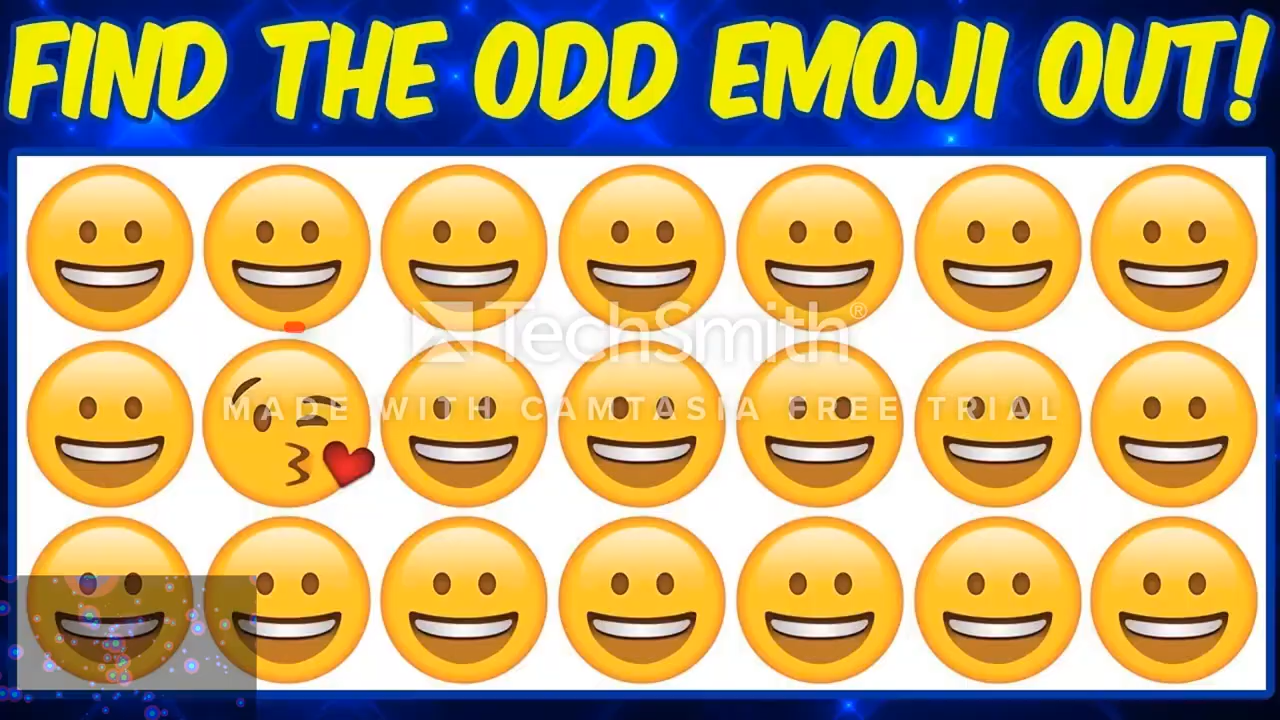 FIND THE ODD EMOJI OUT!
TechSmith®
MADE WITH CAMTASIA FREE TRIAL